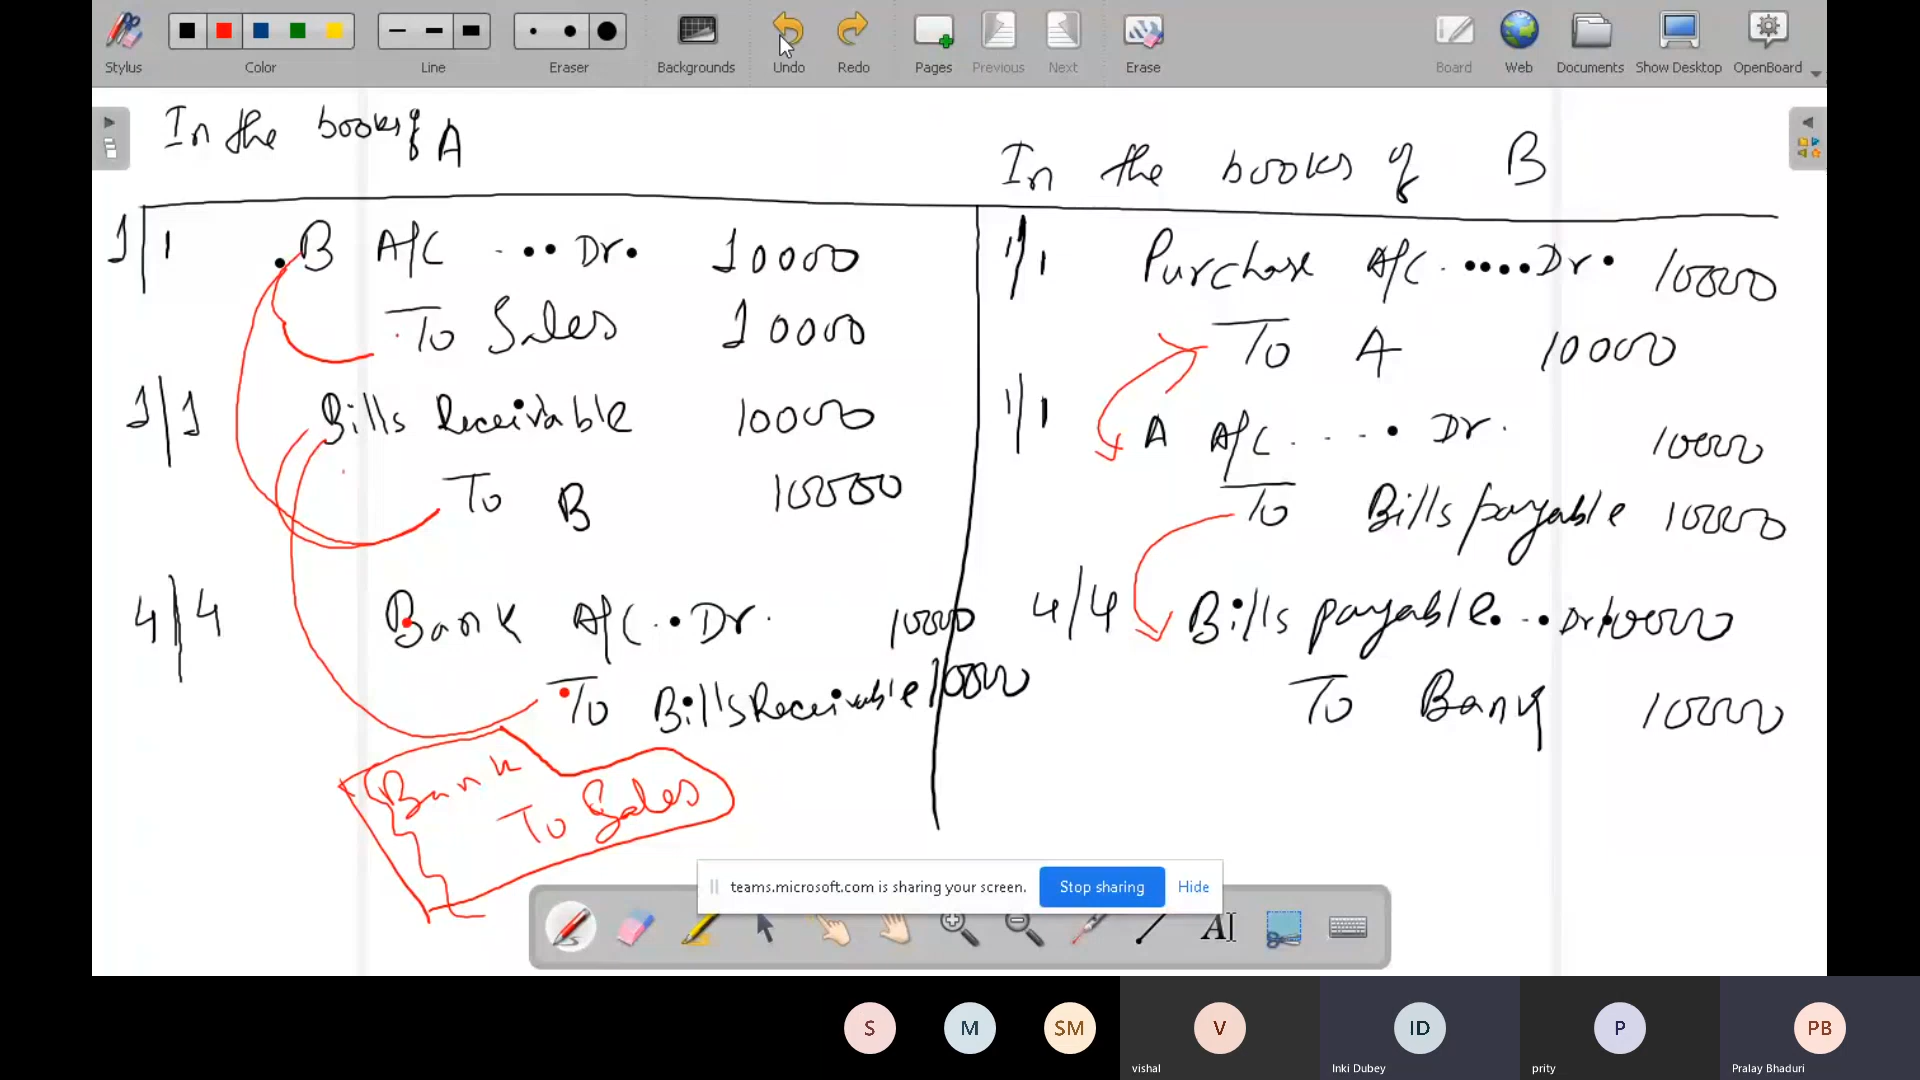 Stylus Color Line Eraser Backgrounds Undo Redo Pages Previous Next Erase Board Web Documents Show Desktop OpenBoard
In the books of A
1/1 B A/C ... Dr. 10000
To Sales 10000
1/1 Bills Receivable 10000
To B 10000
4/4 Bank A/C . . Dr. 10000
To Bills Receivable 10000
Bank
To Sales
In the books of B
1/1 Purchase A/C ..... Dr. 10000
To A 10000
1/1 A A/C .... Dr. 10000
To Bills payable 10000
4/4 Bills payable. .. Dr. 10000
To Bank 10000
teams.microsoft.com is sharing your screen. Stop sharing Hide
AI
S M SM V ID P PB
vishal Inki Dubey prity Pralay Bhaduri